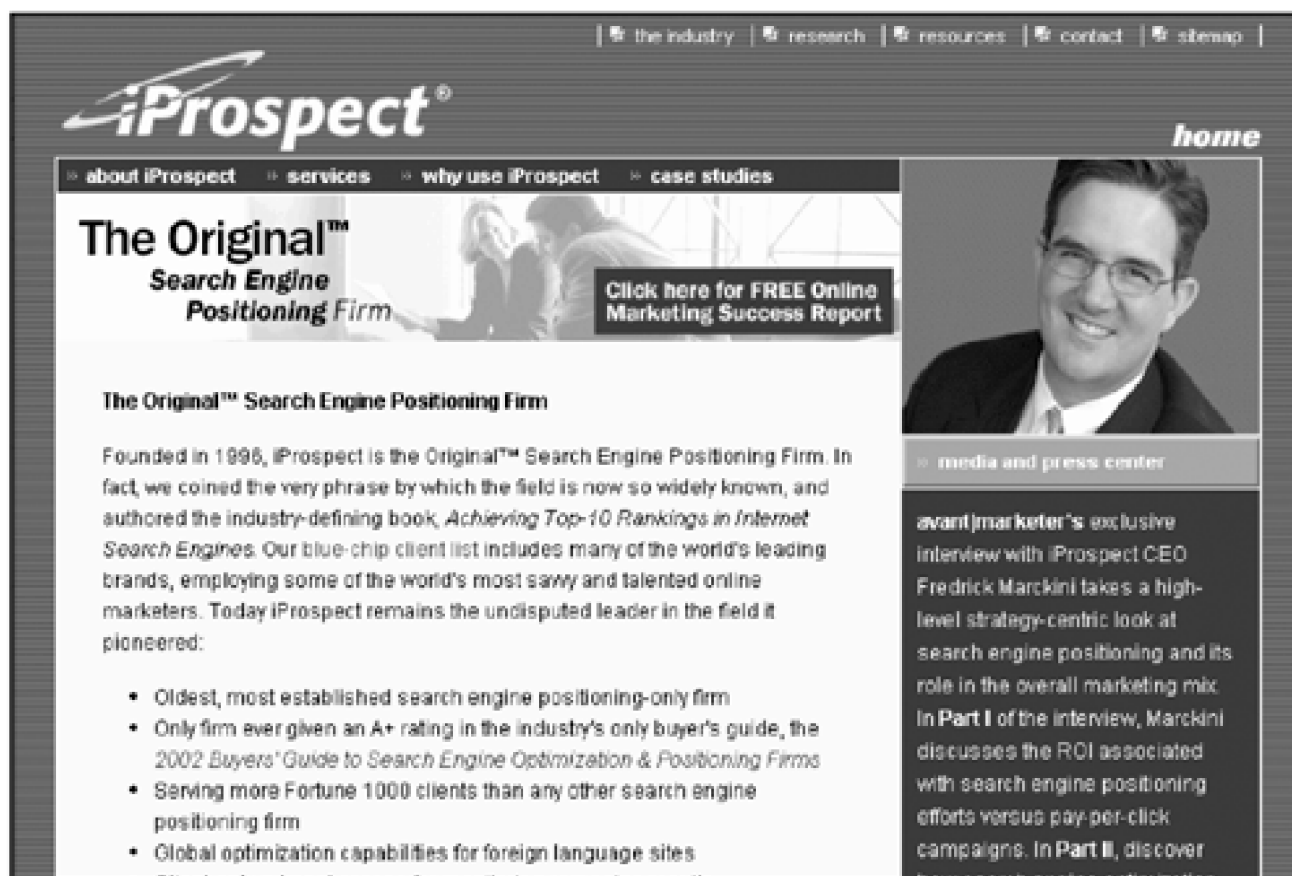 the industry | research | resources | contact | sitemap |
iProspect®
home
» about iProspect » services » why use iProspect » case studies
The Original™
Search Engine
Positioning Firm
Click here for FREE Online
Marketing Success Report
The Original™ Search Engine Positioning Firm
Founded in 1996, iProspect is the Original™ Search Engine Positioning Firm. In
fact, we coined the very phrase by which the field is now so widely known, and
authored the industry-defining book, Achieving Top-10 Rankings in Internet
Search Engines. Our blue-chip client list includes many of the world's leading
brands, employing some of the world's most savvy and talented online
marketers. Today iProspect remains the undisputed leader in the field it
pioneered:
• Oldest, most established search engine positioning-only firm
• Only firm ever given an A+ rating in the industry's only buyer's guide, the
2002 Buyers' Guide to Search Engine Optimization & Positioning Firms
• Serving more Fortune 1000 clients than any other search engine
positioning firm
• Global optimization capabilities for foreign language sites
» media and press center
avant|marketer's exclusive
interview with iProspect CEO
Fredrick Marckini takes a high-
level strategy-centric look at
search engine positioning and its
role in the overall marketing mix.
In Part I of the interview, Marckini
discusses the ROI associated
with search engine positioning
efforts versus pay-per-click
campaigns. In Part II, discover